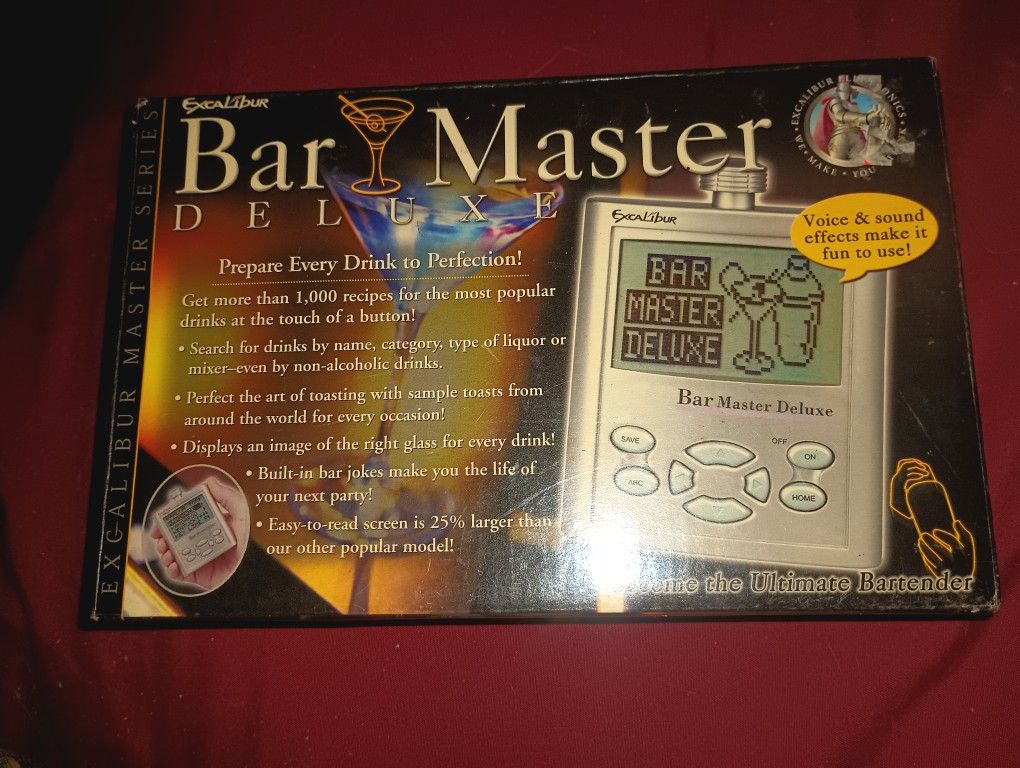 EXCALIBUR MASTER SERIES
EXCALIBUR
Bar Master
DELUXE
Prepare Every Drink to Perfection!
Get more than 1,000 recipes for the most popular
drinks at the touch of a button!
• Search for drinks by name, category, type of liquor or
mixer–even by non-alcoholic drinks.
• Perfect the art of toasting with sample toasts from
around the world for every occasion!
• Displays an image of the right glass for every drink!
• Built-in bar jokes make you the life of
your next party!
• Easy-to-read screen is 25% larger than
our other popular model!
EXCALIBUR
WE • MAKE • YOU
Voice & sound
effects make it
fun to use!
EXCALIBUR
BAR
MASTER
DELUXE
Bar Master Deluxe
SAVE
OFF
ON
ABC
HOME
the Ultimate Bartender